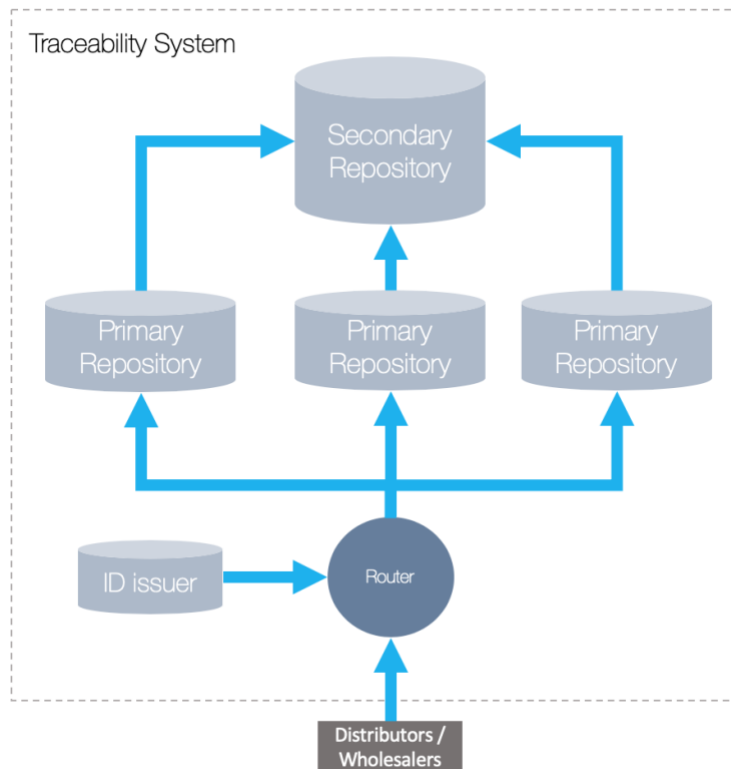 Traceability System
Secondary
Repository
Primary
Repository
Primary
Repository
Primary
Repository
ID issuer
Router
Distributors /
Wholesalers